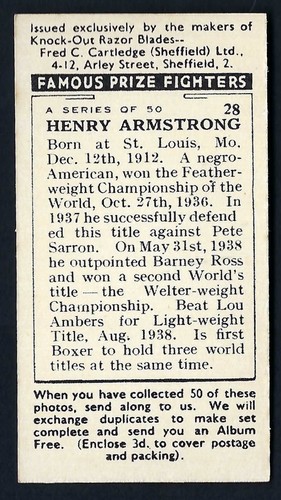 Issued exclusively by the makers of
Knock-Out Razor Blades--
Fred C. Cartledge (Sheffield) Ltd.,
4-12, Arley Street, Sheffield, 2.
FAMOUS PRIZE FIGHTERS
A SERIES OF 50 28
HENRY ARMSTRONG
Born at St. Louis, Mo.
Dec. 12th, 1912. A negro-
American, won the Feather-
weight Championship of the
World, Oct. 27th, 1936. In
1937 he successfully defend
ed this title against Pete
Sarron. On May 31st, 1938
he outpointed Barney Ross
and won a second World's
title — the Welter-weight
Championship. Beat Lou
Ambers for Light-weight
Title, Aug. 1938. Is first
Boxer to hold three world
titles at the same time.
When you have collected 50 of these
photos, send along to us. We will
exchange duplicates to make set
complete and send you an Album
Free. (Enclose 3d. to cover postage
and packing).